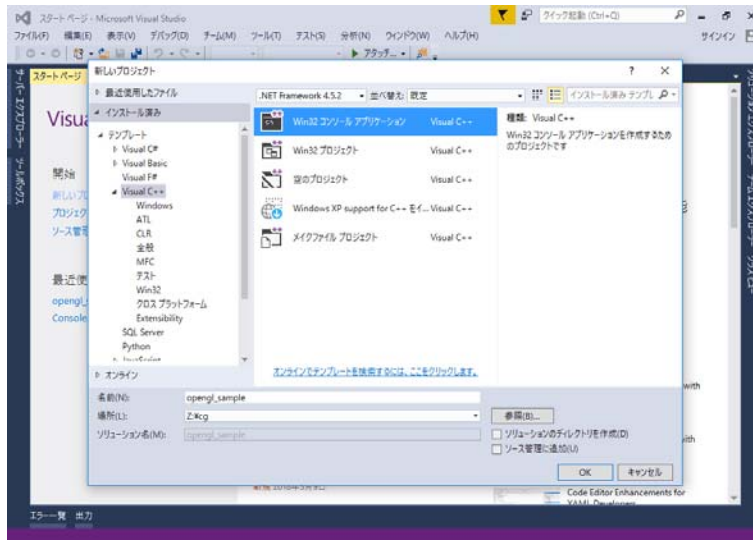 スタート ページ - Microsoft Visual Studio
クイック起動 (Ctrl+Q)
ファイル(F) 編集(E) 表示(V) デバッグ(D) チーム(M) ツール(T) テスト(S) 分析(N) ウィンドウ(W) ヘルプ(H)
サインイン
アタッチ...
サーバー エクスプローラー
ツールボックス
スタート ページ
Visua
開始
新しいプロ
プロジェク
ソース管理
最近使
opengl_s
Console
新しいプロジェクト
? ×
最近使用したファイル
.NET Framework 4.5.2
並べ替え: 既定
インストール済み テンプレ
インストール済み
テンプレート
Visual C#
Visual Basic
Visual F#
Visual C++
Windows
ATL
CLR
全般
MFC
テスト
Win32
クロス プラットフォーム
Extensibility
SQL Server
Python
JavaScript
オンライン
Win32 コンソール アプリケーション Visual C++
Win32 プロジェクト Visual C++
空のプロジェクト Visual C++
Windows XP support for C++ をイ... Visual C++
メイクファイル プロジェクト Visual C++
種類: Visual C++
Win32 コンソール アプリケーションを作成するためのプロジェクトです
オンラインでテンプレートを検索するには、ここをクリックします。
名前(N): opengl_sample
場所(L): Z:¥cg
参照(B)...
ソリューション名(M): opengl_sample
ソリューションのディレクトリを作成(D)
ソース管理に追加(U)
OK キャンセル
with
ith
Code Editor Enhancements for
YAML Developers
エラー一覧 出力